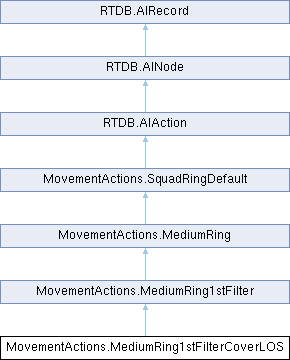 RTDB.AIRecord
RTDB.AINode
RTDB.AIAction
MovementActions.SquadRingDefault
MovementActions.MediumRing
MovementActions.MediumRing1stFilter
MovementActions.MediumRing1stFilterCoverLOS